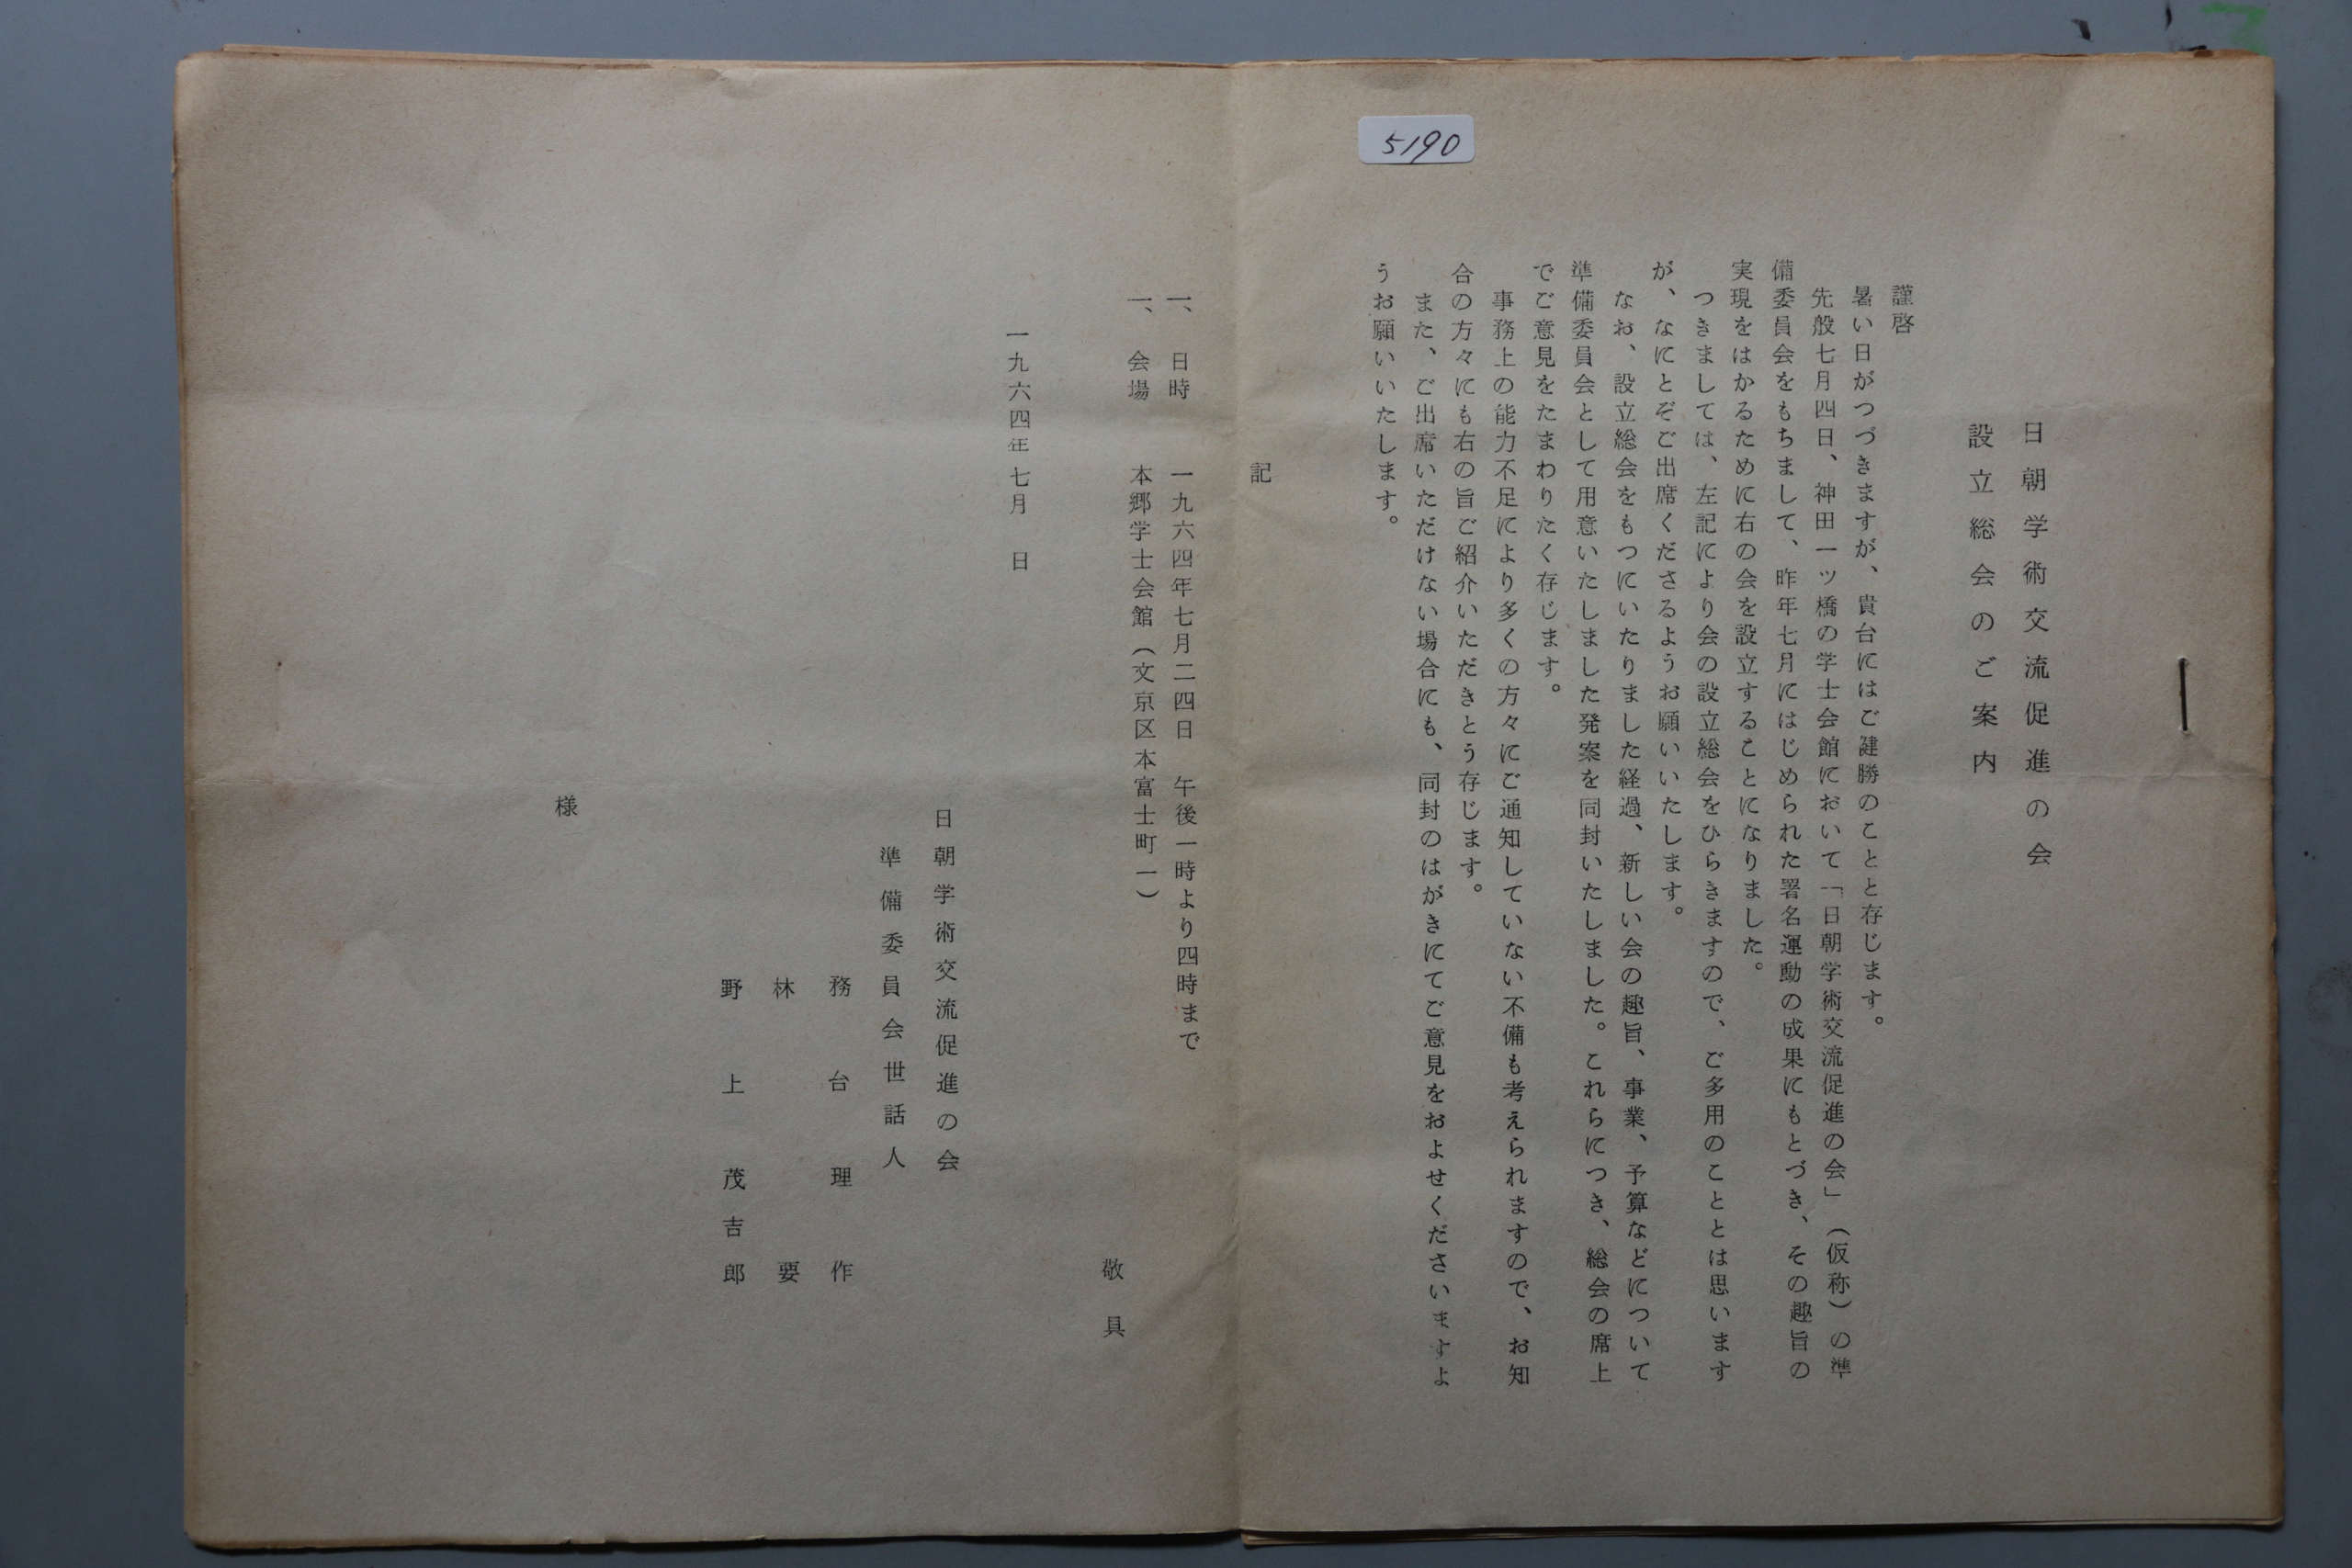 5190
日朝学術交流促進の会
設立総会のご案内
謹啓
暑い日がつづきますが、貴台にはご健勝のことと存じます。
先般七月四日、神田一ツ橋の学士会館において「日朝学術交流促進の会」（仮称）の準
備委員会をもちまして、昨年七月にはじめられた署名運動の成果にもとづき、その趣旨の
実現をはかるために右の会を設立することになりました。
つきましては、左記により会の設立総会をひらきますので、ご多用のこととは思います
が、なにとぞご出席くださるようお願いいたします。
なお、設立総会をもつにいたりました経過、新しい会の趣旨、事業、予算などについて
準備委員会として用意いたしました発案を同封いたしました。これらにつき、総会の席上
でご意見をたまわりたく存じます。
事務上の能力不足により多くの方々にご通知していない不備も考えられますので、お知
合の方々にも右の旨ご紹介いただきとう存じます。
また、ご出席いただけない場合にも、同封のはがきにてご意見をおよせくださいますよ
うお願いいたします。
記
一、日時　一九六四年七月二四日　午後一時より四時まで
一、会場　本郷学士会館（文京区本富士町一）
敬具
一九六四年七月　日
日朝学術交流促進の会
準備委員会世話人
務台理作
林　要
野上茂吉郎
様